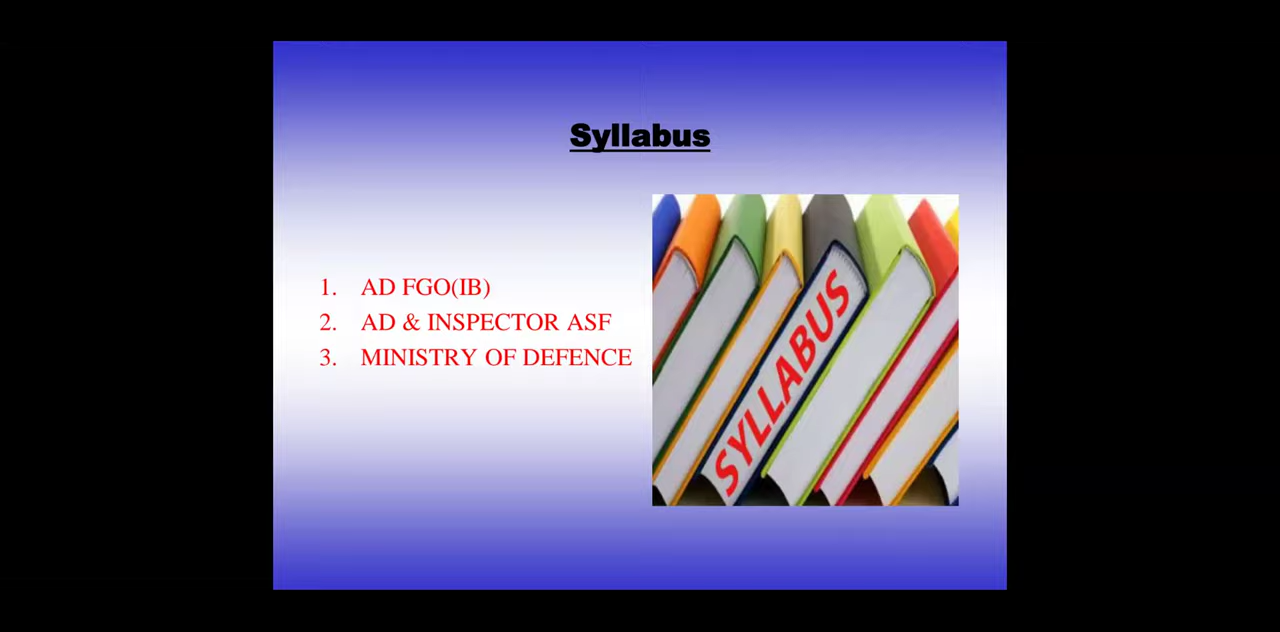 Syllabus
1. AD FGO(IB)
2. AD & INSPECTOR ASF
3. MINISTRY OF DEFENCE
SYLLABUS